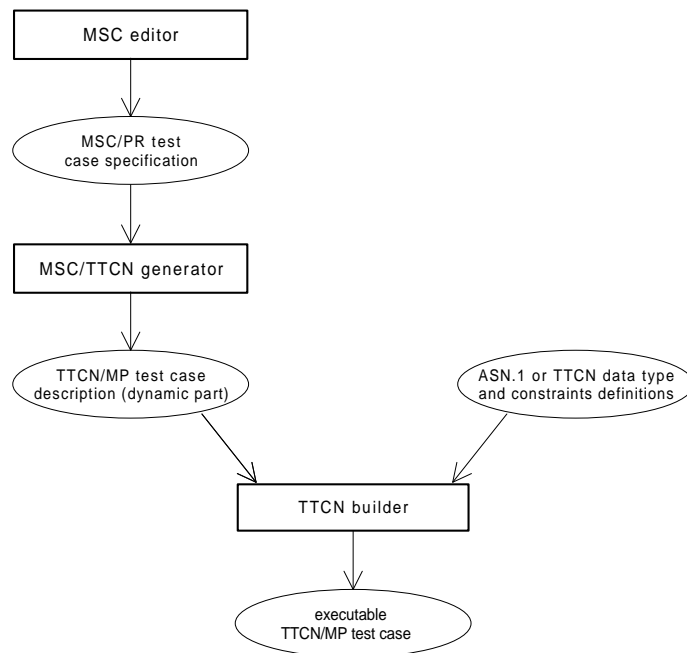 MSC editor
MSC/PR test
case specification
MSC/TTCN generator
TTCN/MP test case
description (dynamic part)
ASN.1 or TTCN data type
and constraints definitions
TTCN builder
executable
TTCN/MP test case